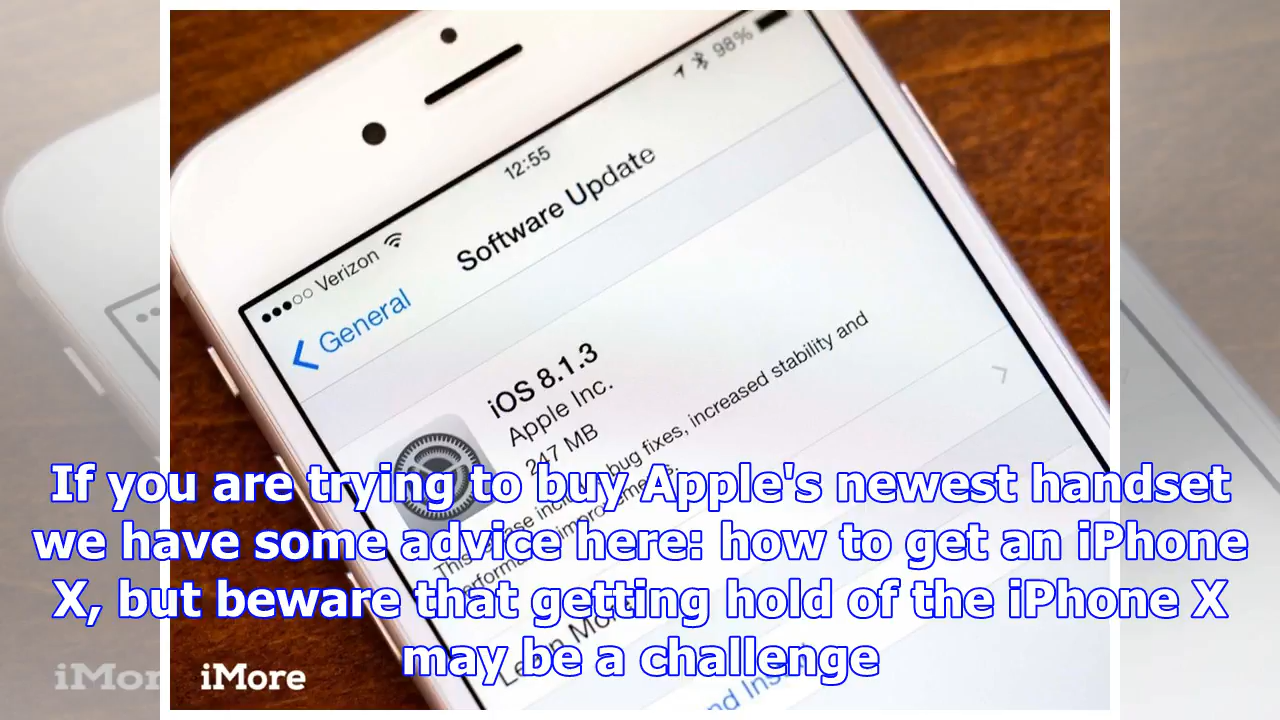 98%
12:55
Verizon
Software Update
General
iOS 8.1.3
Apple Inc.
247 MB
bug fixes, increased stability and
If you are trying to buy Apple's newest handset
we have some advice here: how to get an iPhone
X, but beware that getting hold of the iPhone X
may be a challenge
iMore